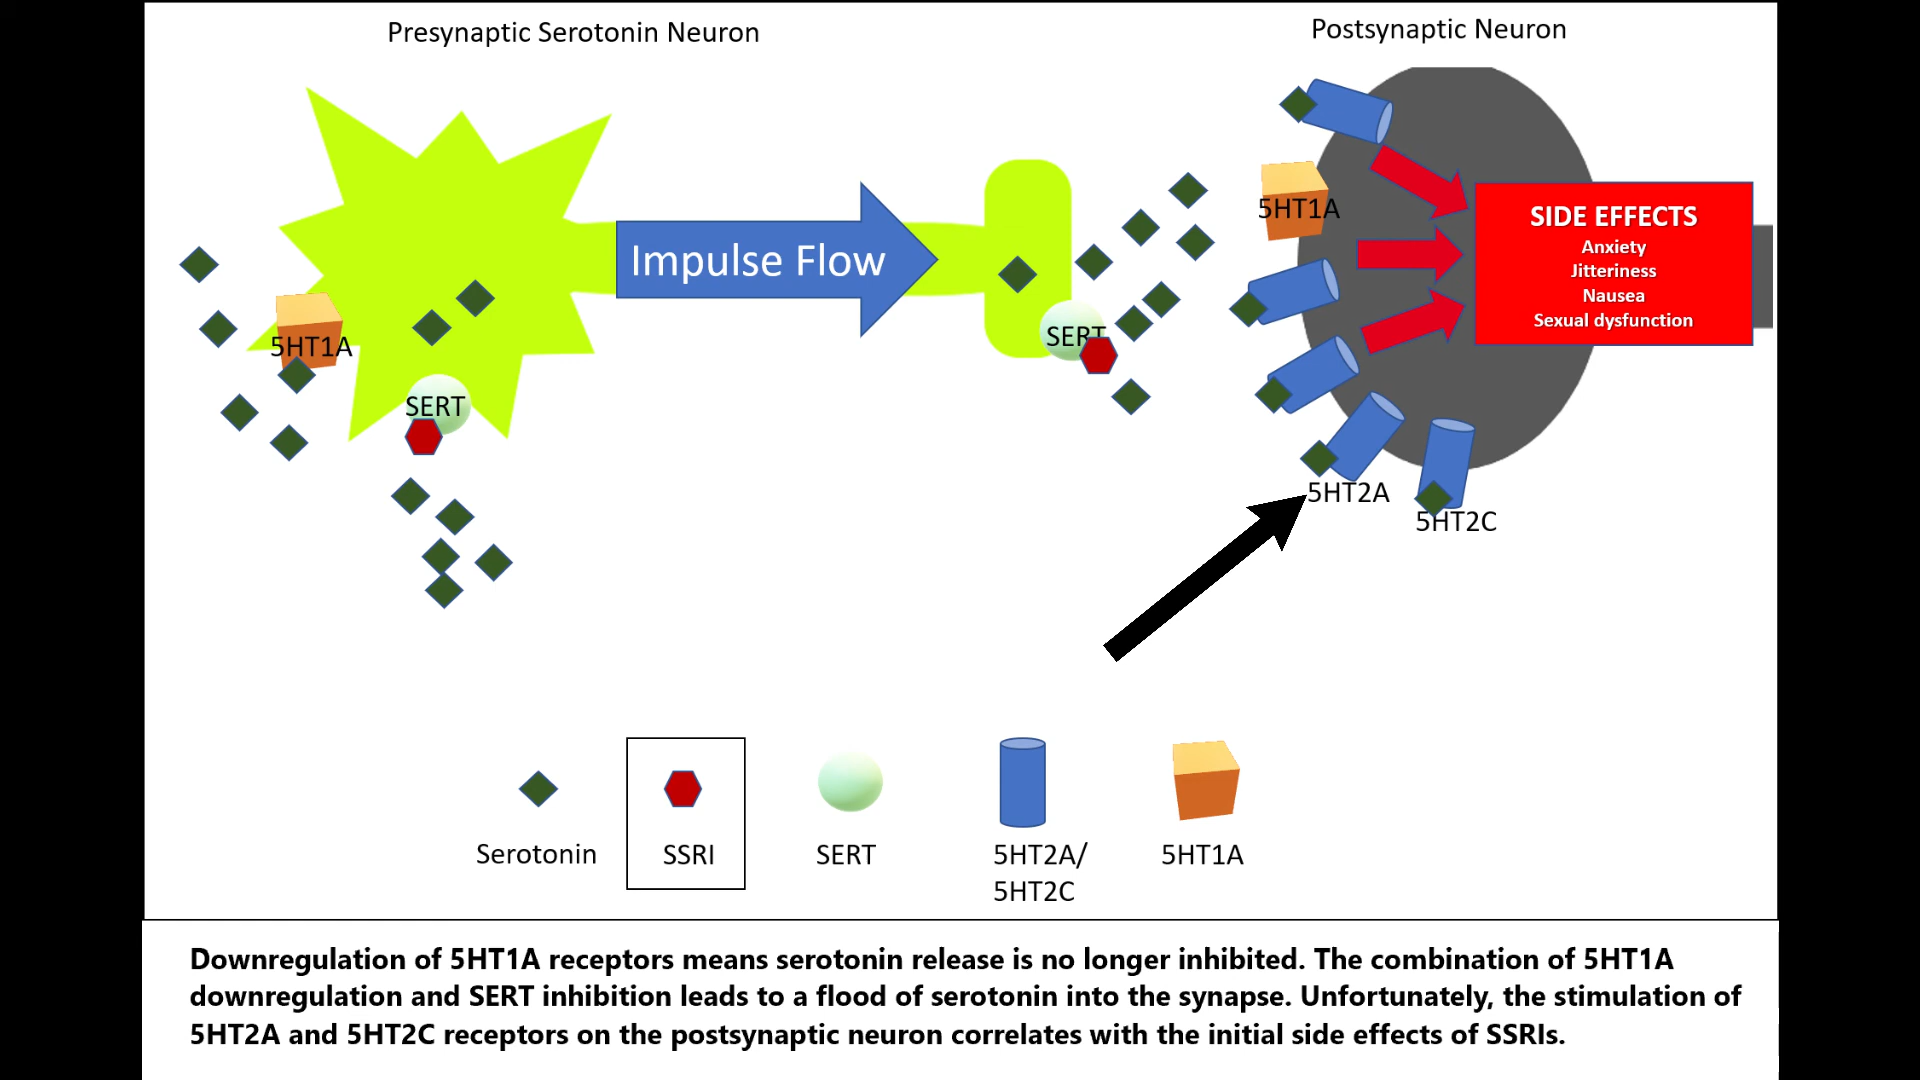 Presynaptic Serotonin Neuron
Postsynaptic Neuron
5HT1A
SIDE EFFECTS
Anxiety
Jitteriness
Nausea
Sexual dysfunction
Impulse Flow
5HT1A
SERT
SERT
5HT2A
5HT2C
Serotonin
SSRI
SERT
5HT2A/
5HT2C
5HT1A
Downregulation of 5HT1A receptors means serotonin release is no longer inhibited. The combination of 5HT1A
downregulation and SERT inhibition leads to a flood of serotonin into the synapse. Unfortunately, the stimulation of
5HT2A and 5HT2C receptors on the postsynaptic neuron correlates with the initial side effects of SSRIs.